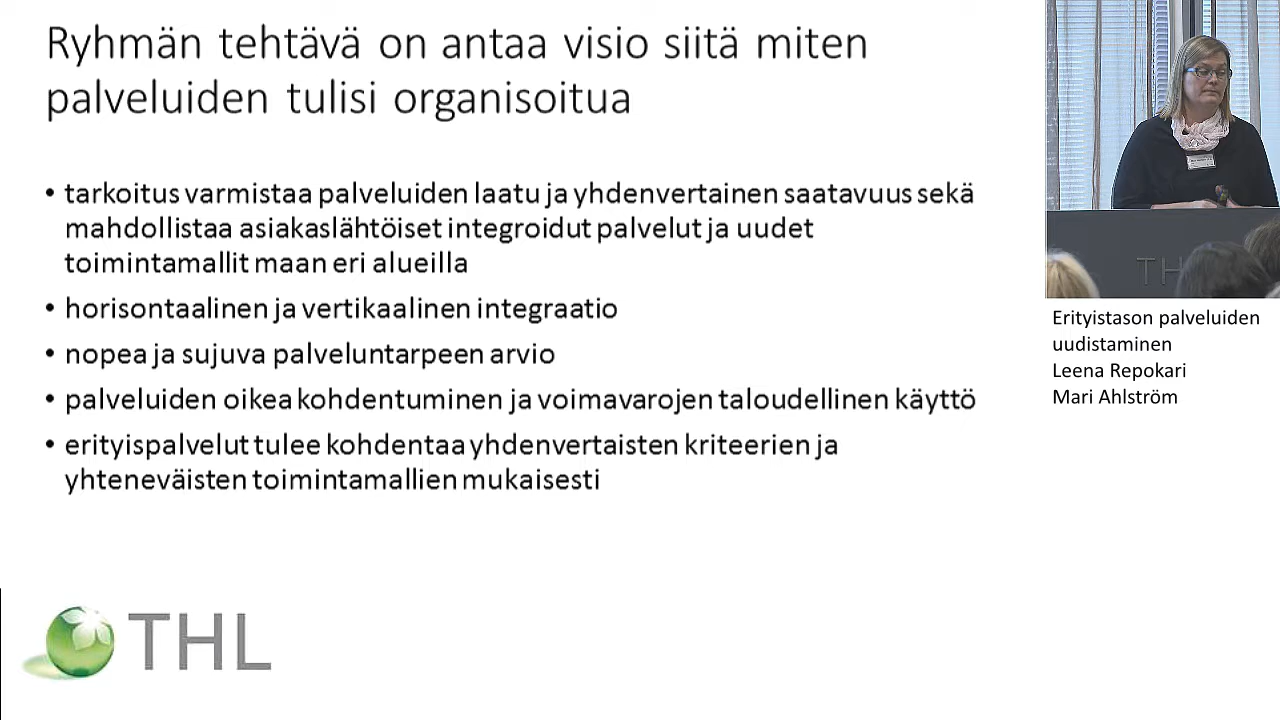 Ryhmän tehtävä on antaa visio siitä miten
palveluiden tulisi organisoitua
• tarkoitus varmistaa palveluiden laatu ja yhdenvertainen saatavuus sekä
mahdollistaa asiakaslähtöiset integroidut palvelut ja uudet
toimintamallit maan eri alueilla
• horisontaalinen ja vertikaalinen integraatio
• nopea ja sujuva palveluntarpeen arvio
• palveluiden oikea kohdentuminen ja voimavarojen taloudellinen käyttö
• erityispalvelut tulee kohdentaa yhdenvertaisten kriteerien ja
yhteneväisten toimintamallien mukaisesti
THL
TH
Erityistason palveluiden
uudistaminen
Leena Repokari
Mari Ahlström